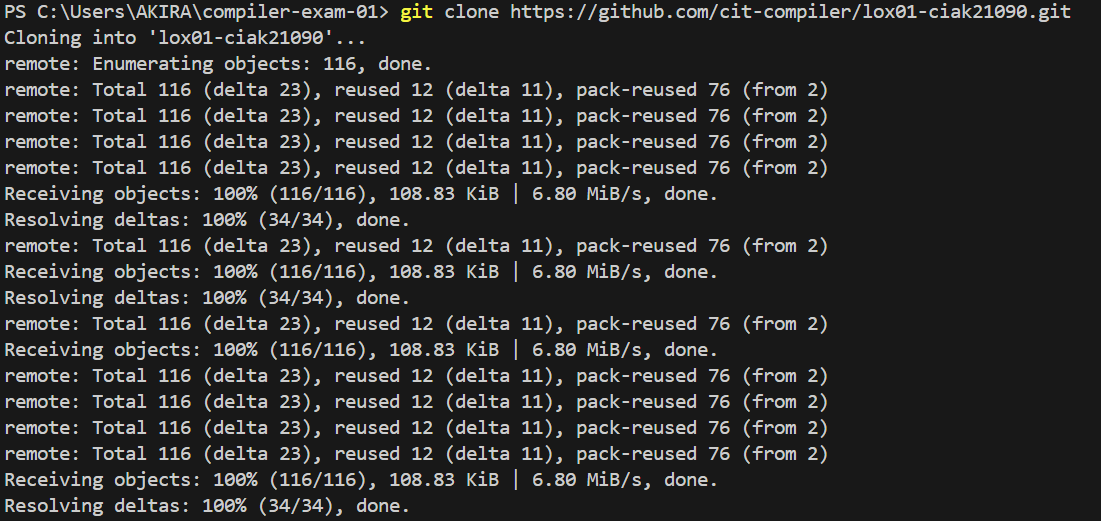 PS C:\Users\AKIRA\compiler-exam-01> git clone https://github.com/cit-compiler/lox01-ciak21090.git
Cloning into 'lox01-ciak21090'...
remote: Enumerating objects: 116, done.
remote: Total 116 (delta 23), reused 12 (delta 11), pack-reused 76 (from 2)
remote: Total 116 (delta 23), reused 12 (delta 11), pack-reused 76 (from 2)
remote: Total 116 (delta 23), reused 12 (delta 11), pack-reused 76 (from 2)
remote: Total 116 (delta 23), reused 12 (delta 11), pack-reused 76 (from 2)
Receiving objects: 100% (116/116), 108.83 KiB | 6.80 MiB/s, done.
Resolving deltas: 100% (34/34), done.
remote: Total 116 (delta 23), reused 12 (delta 11), pack-reused 76 (from 2)
Receiving objects: 100% (116/116), 108.83 KiB | 6.80 MiB/s, done.
Resolving deltas: 100% (34/34), done.
remote: Total 116 (delta 23), reused 12 (delta 11), pack-reused 76 (from 2)
Receiving objects: 100% (116/116), 108.83 KiB | 6.80 MiB/s, done.
remote: Total 116 (delta 23), reused 12 (delta 11), pack-reused 76 (from 2)
remote: Total 116 (delta 23), reused 12 (delta 11), pack-reused 76 (from 2)
remote: Total 116 (delta 23), reused 12 (delta 11), pack-reused 76 (from 2)
remote: Total 116 (delta 23), reused 12 (delta 11), pack-reused 76 (from 2)
Receiving objects: 100% (116/116), 108.83 KiB | 6.80 MiB/s, done.
Resolving deltas: 100% (34/34), done.